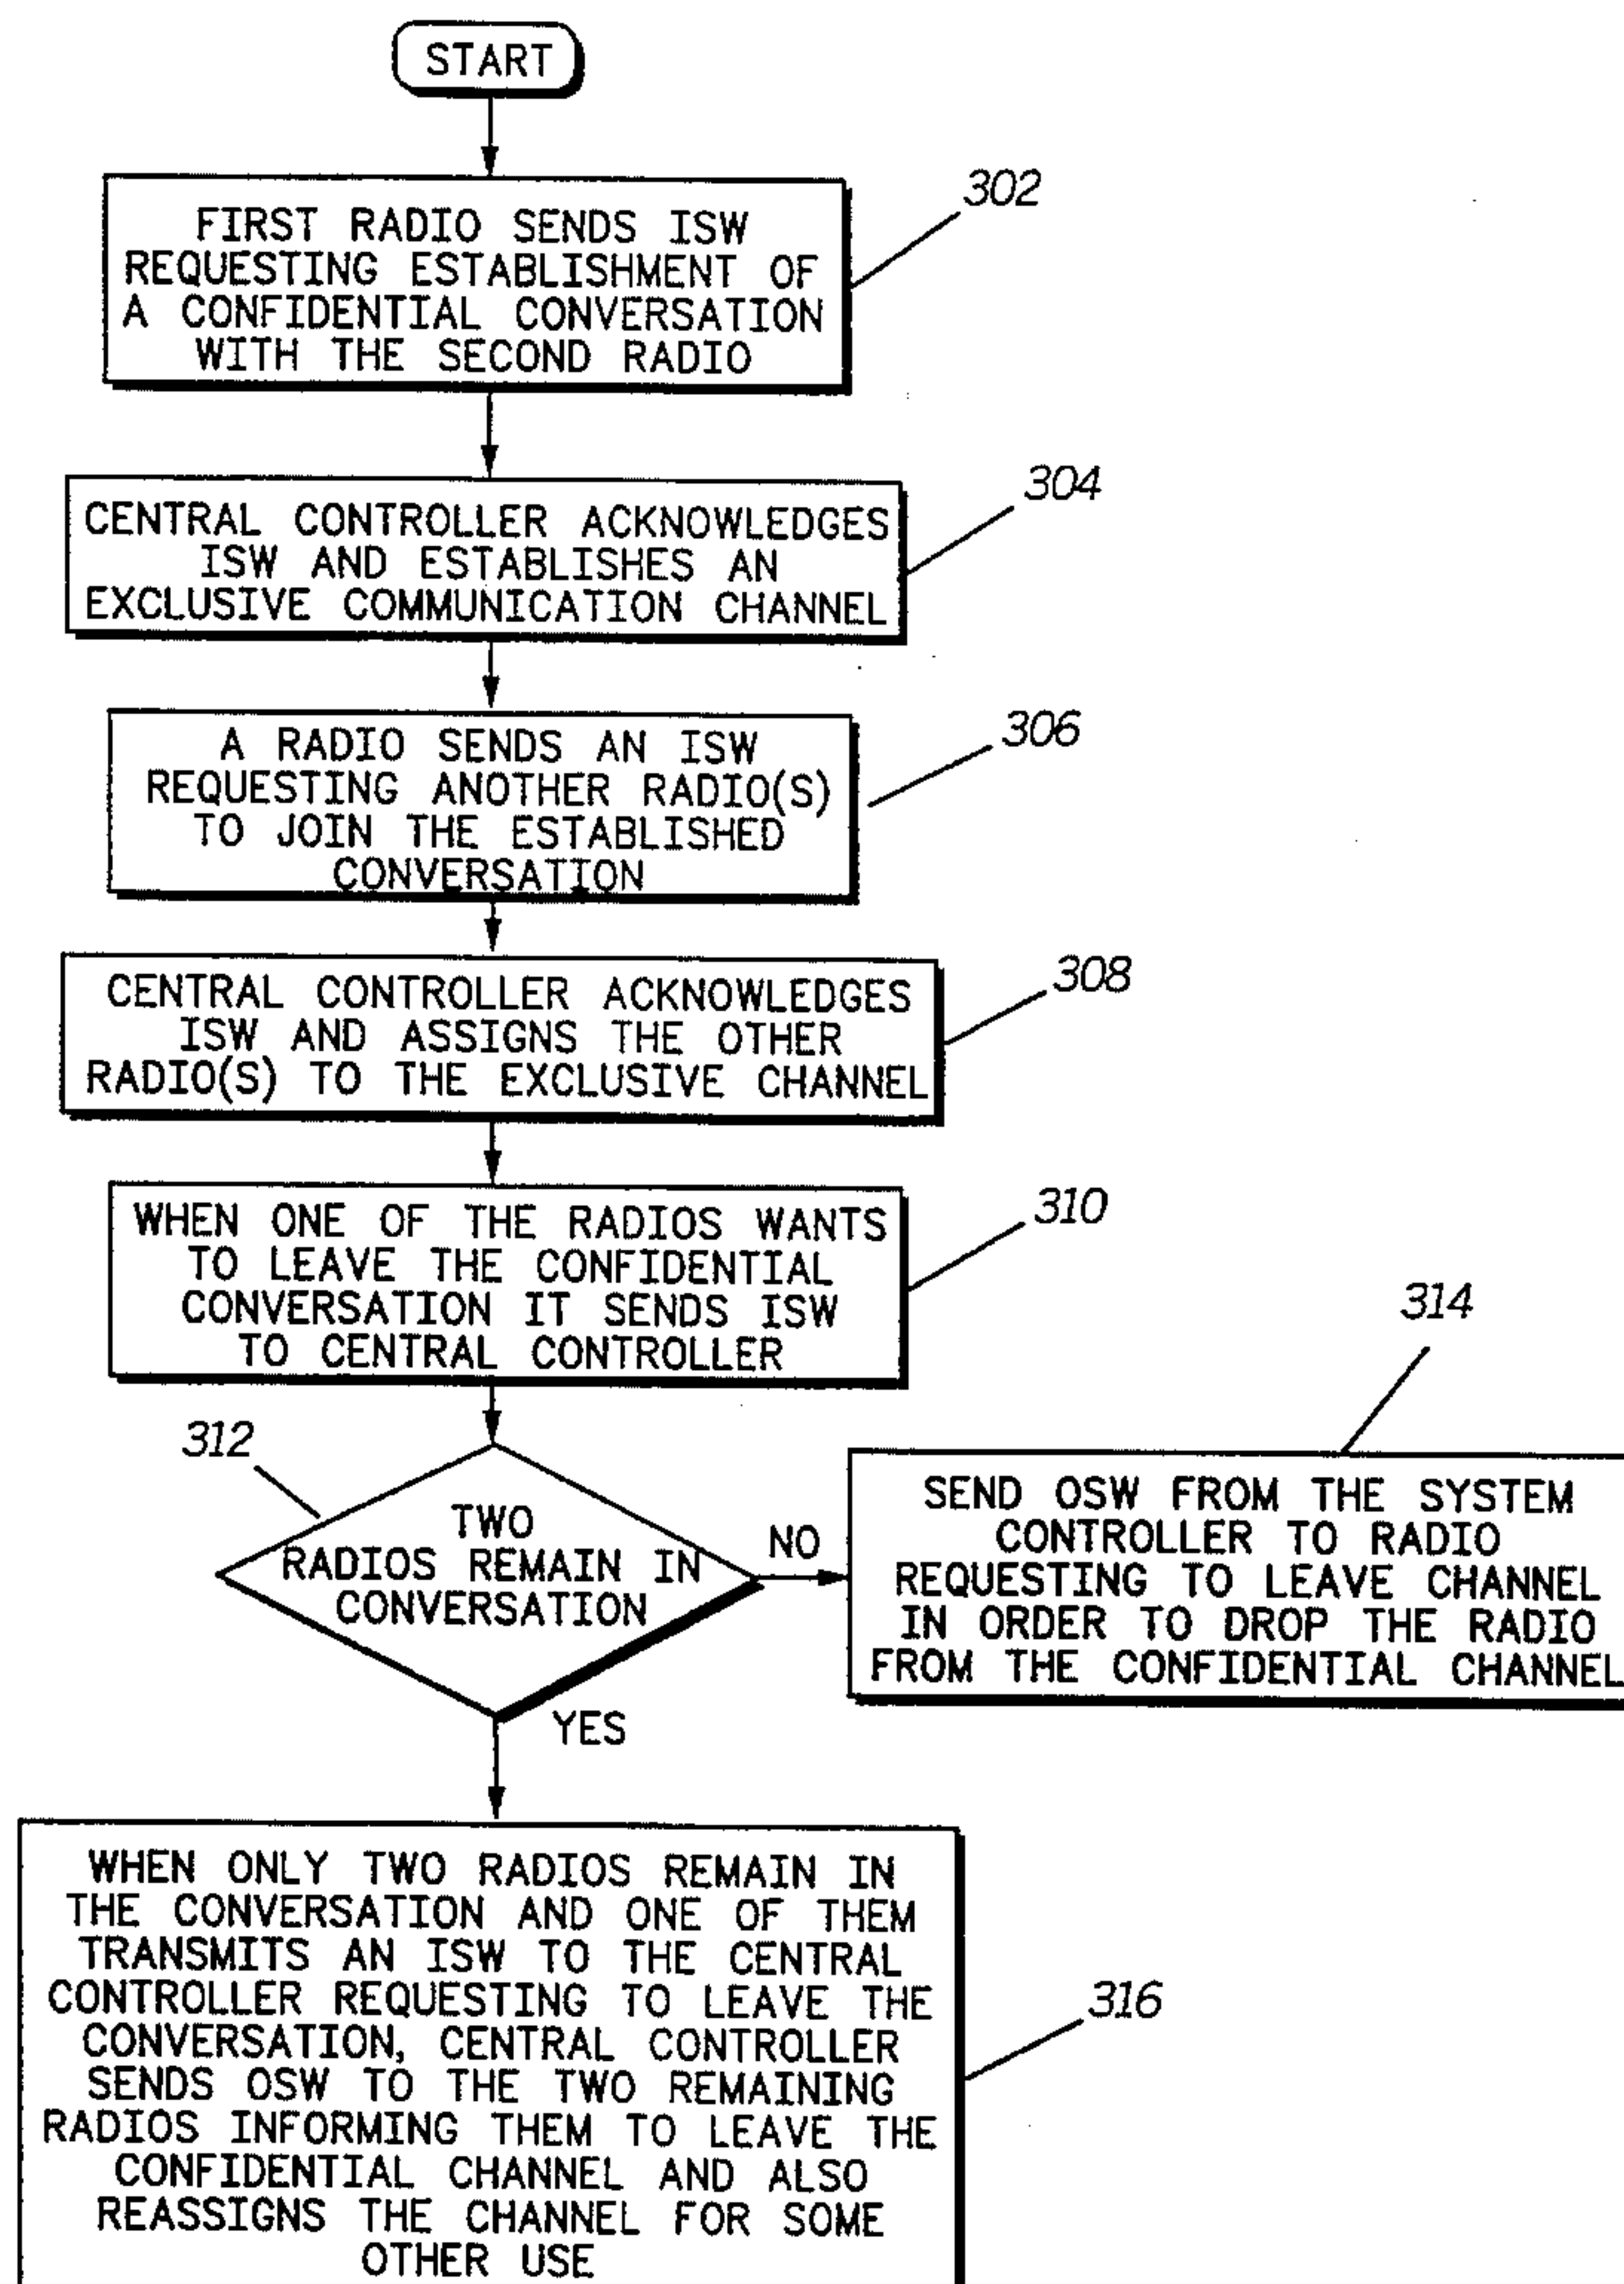 START
302
FIRST RADIO SENDS ISW
REQUESTING ESTABLISHMENT OF
A CONFIDENTIAL CONVERSATION
WITH THE SECOND RADIO
304
CENTRAL CONTROLLER ACKNOWLEDGES
ISW AND ESTABLISHES AN
EXCLUSIVE COMMUNICATION CHANNEL
306
A RADIO SENDS AN ISW
REQUESTING ANOTHER RADIO(S)
TO JOIN THE ESTABLISHED
CONVERSATION
308
CENTRAL CONTROLLER ACKNOWLEDGES
ISW AND ASSIGNS THE OTHER
RADIO(S) TO THE EXCLUSIVE CHANNEL
310
WHEN ONE OF THE RADIOS WANTS
TO LEAVE THE CONFIDENTIAL
CONVERSATION IT SENDS ISW
TO CENTRAL CONTROLLER
312
TWO
RADIOS REMAIN IN
CONVERSATION
NO
314
SEND OSW FROM THE SYSTEM
CONTROLLER TO RADIO
REQUESTING TO LEAVE CHANNEL
IN ORDER TO DROP THE RADIO
FROM THE CONFIDENTIAL CHANNEL
YES
316
WHEN ONLY TWO RADIOS REMAIN IN
THE CONVERSATION AND ONE OF THEM
TRANSMITS AN ISW TO THE CENTRAL
CONTROLLER REQUESTING TO LEAVE THE
CONVERSATION, CENTRAL CONTROLLER
SENDS OSW TO THE TWO REMAINING
RADIOS INFORMING THEM TO LEAVE THE
CONFIDENTIAL CHANNEL AND ALSO
REASSIGNS THE CHANNEL FOR SOME
OTHER USE